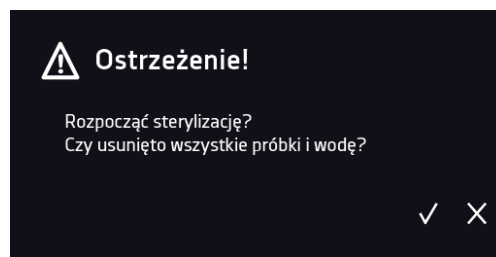 Ostrzeżenie!
Rozpocząć sterylizację?
Czy usunięto wszystkie próbki i wodę?